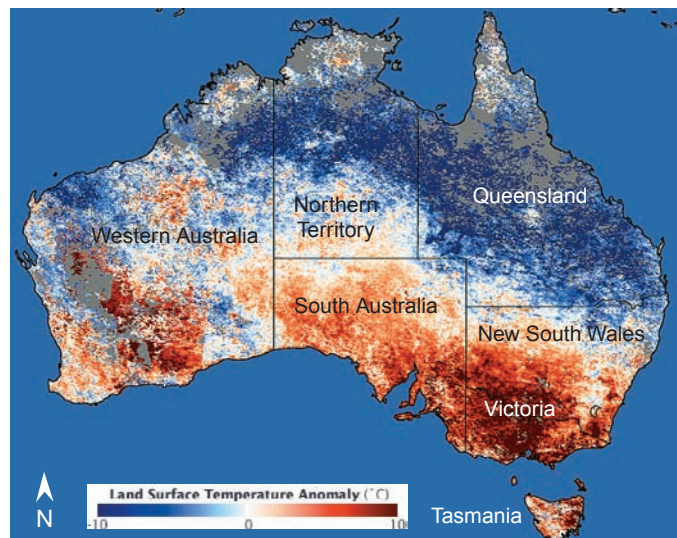 Queensland
Northern
Territory
Western Australia
South Australia
New South Wales
Victoria
Land Surface Temperature Anomaly (°C)
-10 0 10
N
Tasmania